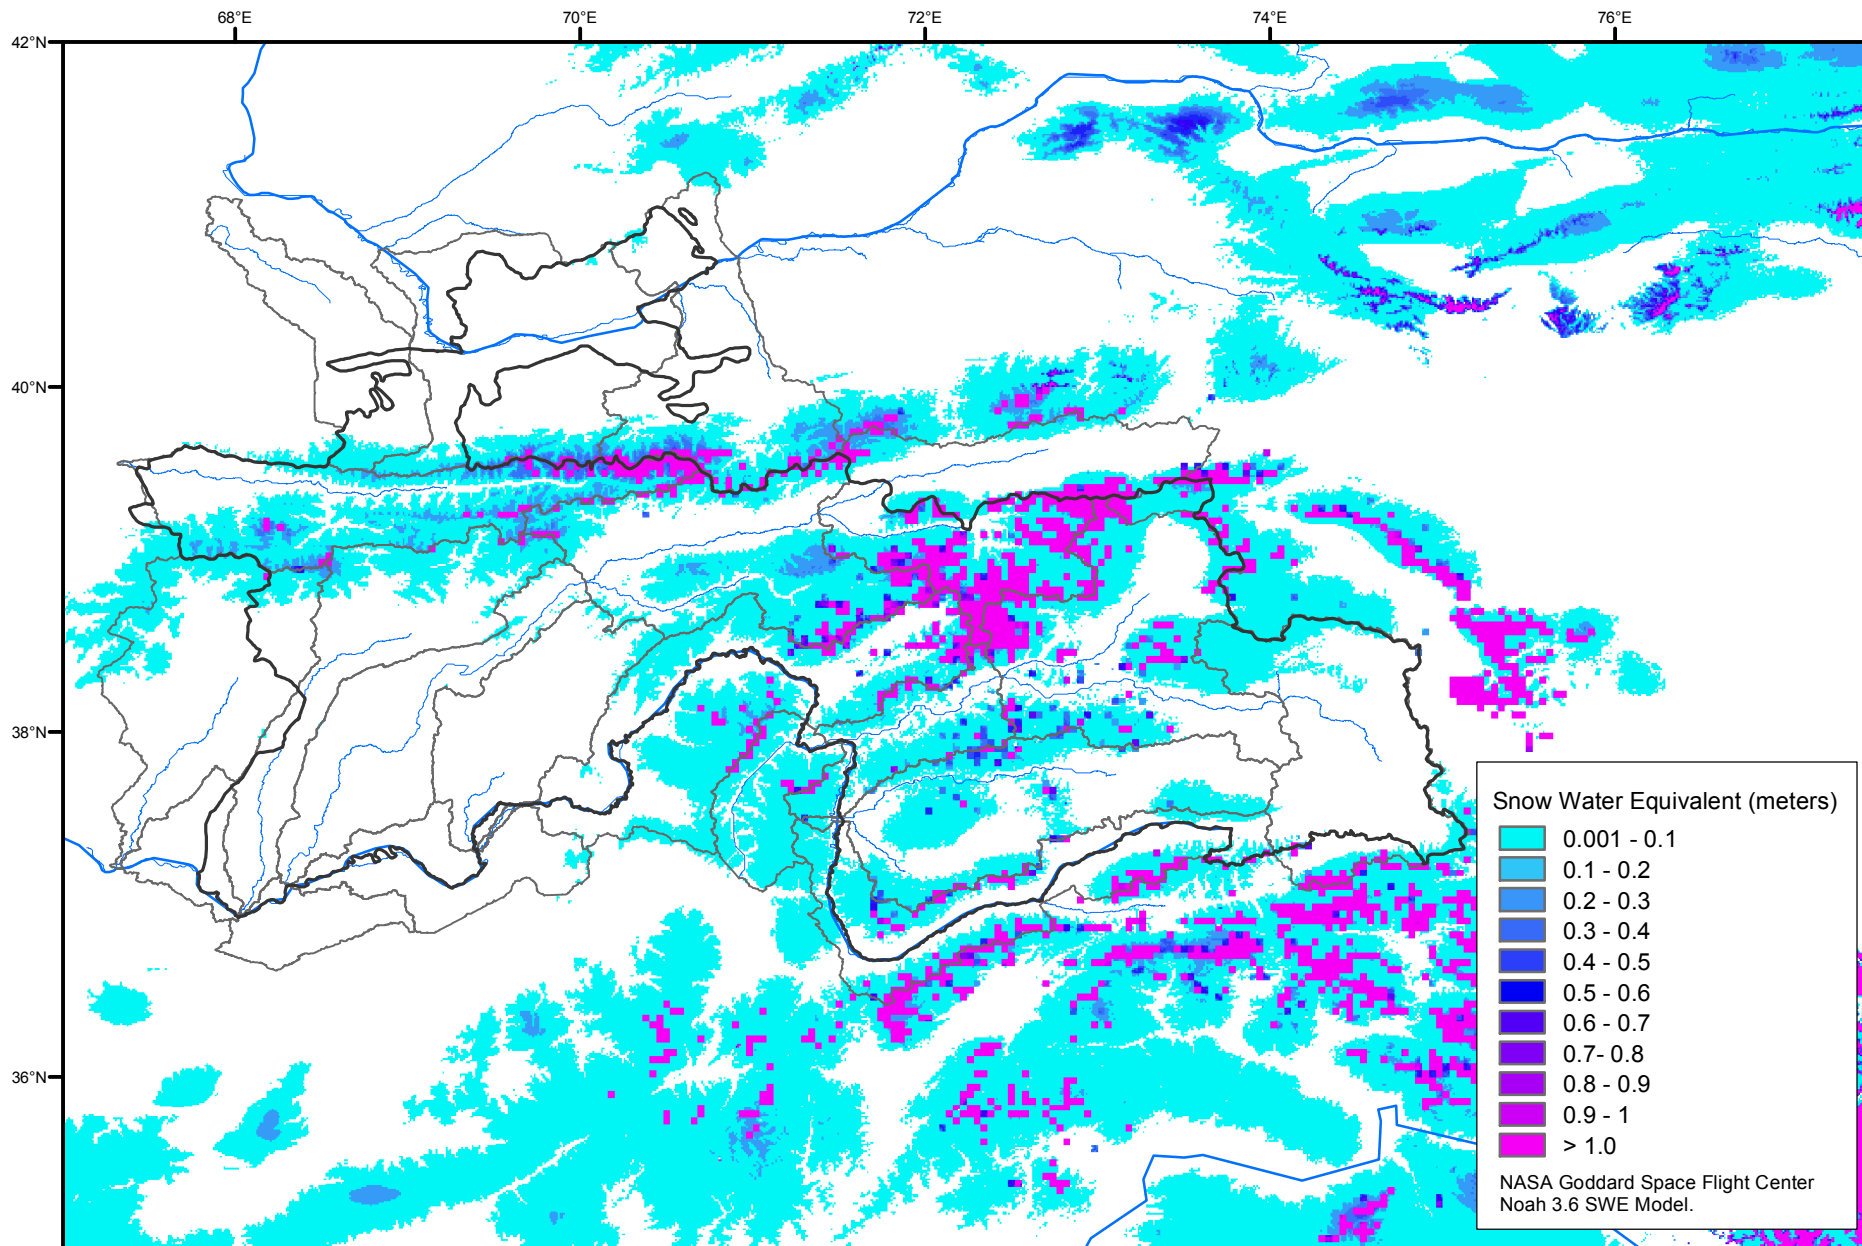 68°E
70°E
72°E
74°E
76°E
42°N
40°N
38°N
36°N
Snow Water Equivalent (meters)
0.001 - 0.1
0.1 - 0.2
0.2 - 0.3
0.3 - 0.4
0.4 - 0.5
0.5 - 0.6
0.6 - 0.7
0.7- 0.8
0.8 - 0.9
0.9 - 1
> 1.0
NASA Goddard Space Flight Center
Noah 3.6 SWE Model.